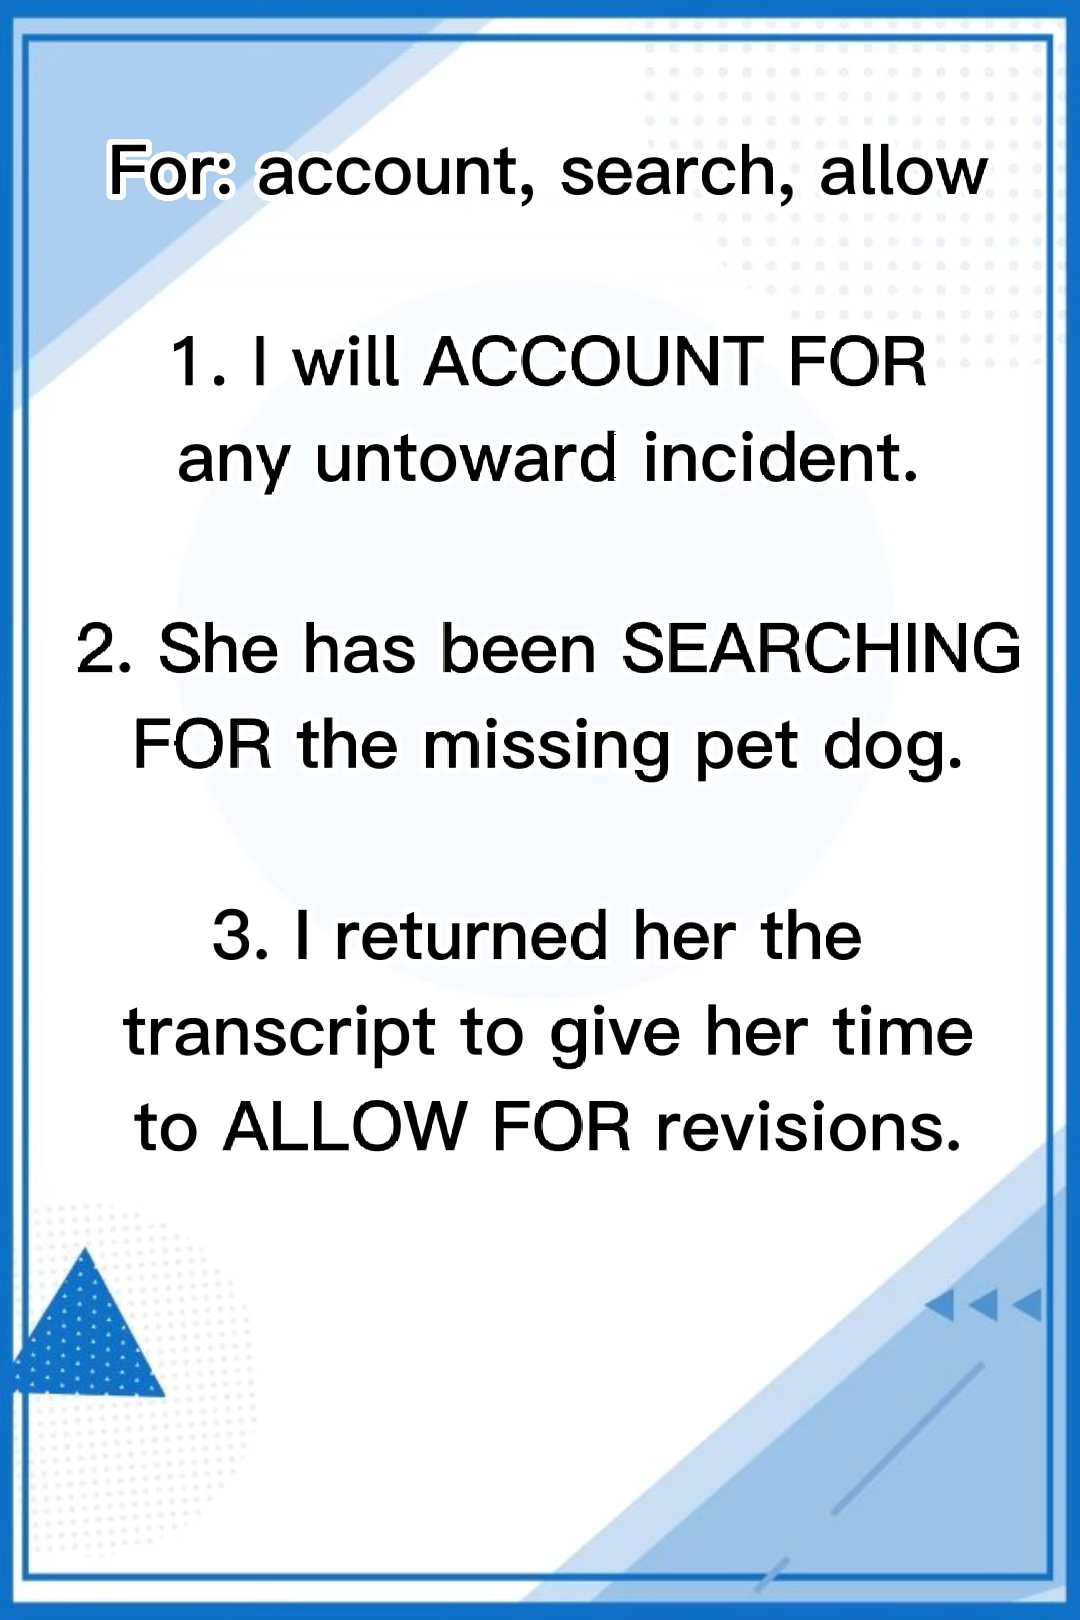 For: account, search, allow
1. I will ACCOUNT FOR
any untoward incident.
2. She has been SEARCHING
FOR the missing pet dog.
3. I returned her the
transcript to give her time
to ALLOW FOR revisions.